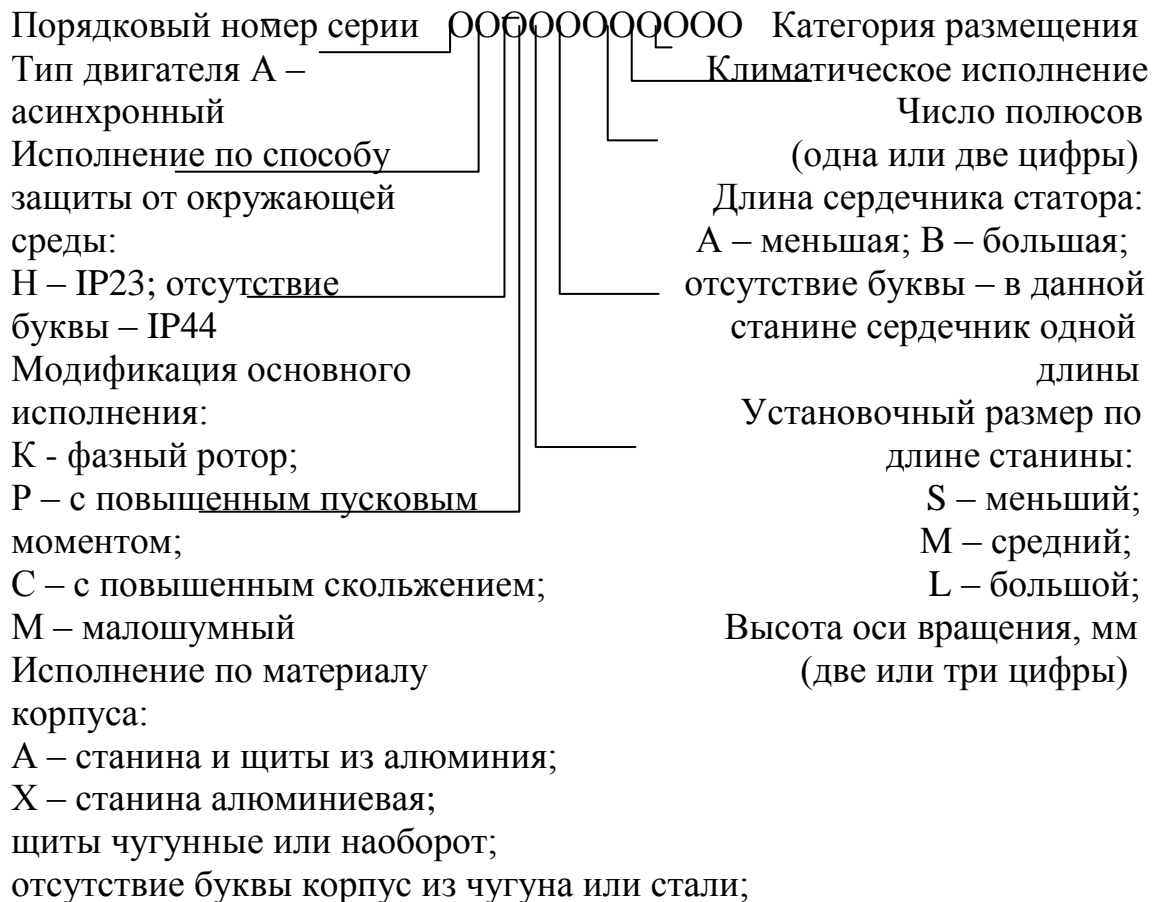 Порядковый номер серии OOOOOOOOOOO Категория размещения
Тип двигателя А – Климатическое исполнение
асинхронный Число полюсов
Исполнение по способу (одна или две цифры)
защиты от окружающей Длина сердечника статора:
среды: А – меньшая; В – большая;
Н – IP23; отсутствие отсутствие буквы – в данной
буквы – IP44 станине сердечник одной
Модификация основного длины
исполнения: Установочный размер по
К - фазный ротор; длине станины:
Р – с повышенным пусковым S – меньший;
моментом; M – средний;
С – с повышенным скольжением; L – большой;
М – малошумный Высота оси вращения, мм
Исполнение по материалу (две или три цифры)
корпуса:
А – станина и щиты из алюминия;
Х – станина алюминиевая;
щиты чугунные или наоборот;
отсутствие буквы корпус из чугуна или стали;